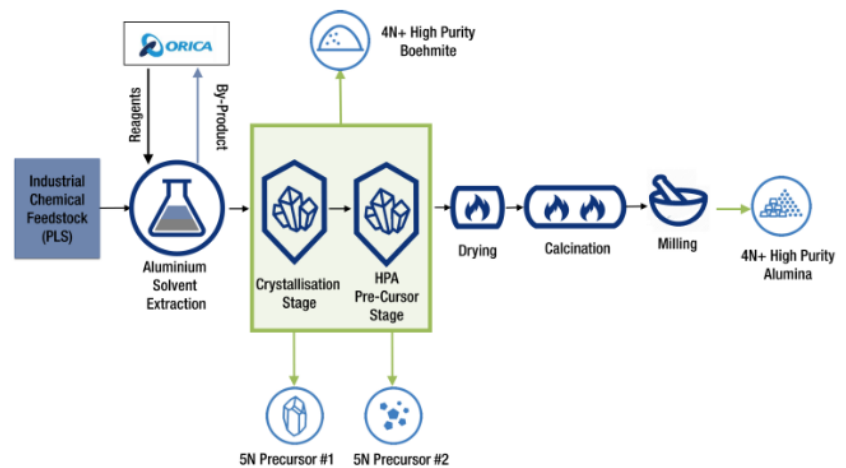 ORICA
4N+ High Purity
Boehmite
Reagents
By-Product
Industrial
Chemical
Feedstock
(PLS)
Aluminium
Solvent
Extraction
Crystallisation
Stage
HPA
Pre-Cursor
Stage
Drying
Calcination
Milling
4N+ High Purity
Alumina
5N Precursor #1
5N Precursor #2